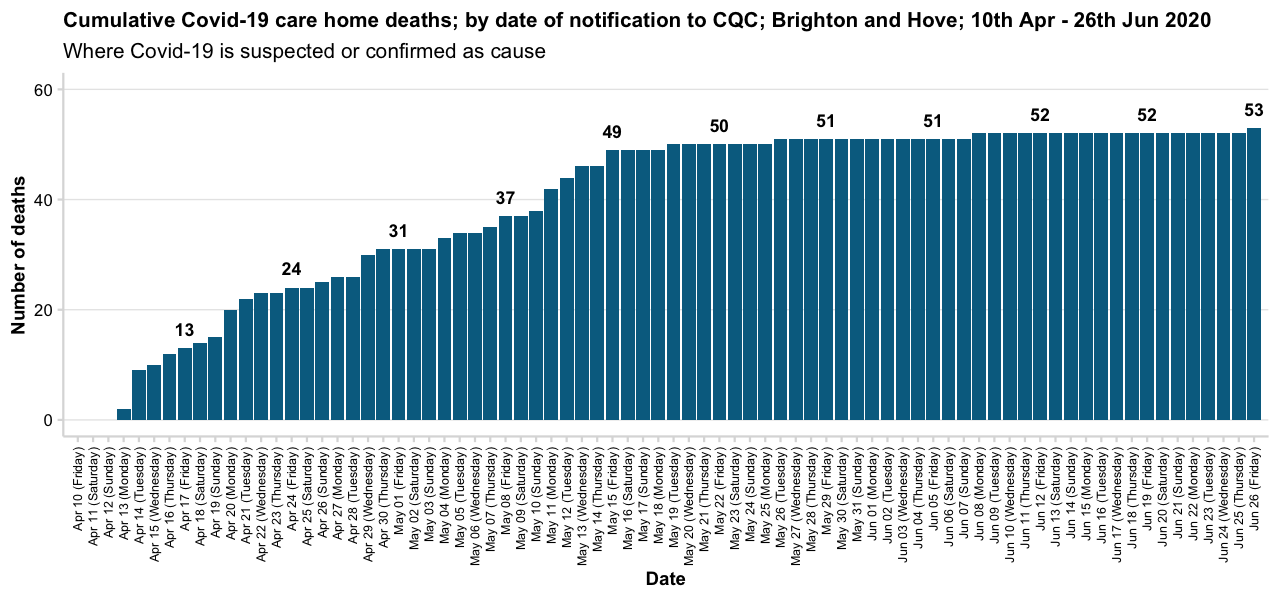 Cumulative Covid-19 care home deaths; by date of notification to CQC; Brighton and Hove; 10th Apr - 26th Jun 2020
Where Covid-19 is suspected or confirmed as cause
Number of deaths
60
40
20
0
13
24
31
37
49
50
51
51
52
52
53
Apr 10 (Friday)
Apr 11 (Saturday)
Apr 12 (Sunday)
Apr 13 (Monday)
Apr 14 (Tuesday)
Apr 15 (Wednesday)
Apr 16 (Thursday)
Apr 17 (Friday)
Apr 18 (Saturday)
Apr 19 (Sunday)
Apr 20 (Monday)
Apr 21 (Tuesday)
Apr 22 (Wednesday)
Apr 23 (Thursday)
Apr 24 (Friday)
Apr 25 (Saturday)
Apr 26 (Sunday)
Apr 27 (Monday)
Apr 28 (Tuesday)
Apr 29 (Wednesday)
Apr 30 (Thursday)
May 01 (Friday)
May 02 (Saturday)
May 03 (Sunday)
May 04 (Monday)
May 05 (Tuesday)
May 06 (Wednesday)
May 07 (Thursday)
May 08 (Friday)
May 09 (Saturday)
May 10 (Sunday)
May 11 (Monday)
May 12 (Tuesday)
May 13 (Wednesday)
May 14 (Thursday)
May 15 (Friday)
May 16 (Saturday)
May 17 (Sunday)
May 18 (Monday)
May 19 (Tuesday)
May 20 (Wednesday)
May 21 (Thursday)
May 22 (Friday)
May 23 (Saturday)
May 24 (Sunday)
May 25 (Monday)
May 26 (Tuesday)
May 27 (Wednesday)
May 28 (Thursday)
May 29 (Friday)
May 30 (Saturday)
May 31 (Sunday)
Jun 01 (Monday)
Jun 02 (Tuesday)
Jun 03 (Wednesday)
Jun 04 (Thursday)
Jun 05 (Friday)
Jun 06 (Saturday)
Jun 07 (Sunday)
Jun 08 (Monday)
Jun 09 (Tuesday)
Jun 10 (Wednesday)
Jun 11 (Thursday)
Jun 12 (Friday)
Jun 13 (Saturday)
Jun 14 (Sunday)
Jun 15 (Monday)
Jun 16 (Tuesday)
Jun 17 (Wednesday)
Jun 18 (Thursday)
Jun 19 (Friday)
Jun 20 (Saturday)
Jun 21 (Sunday)
Jun 22 (Monday)
Jun 23 (Tuesday)
Jun 24 (Wednesday)
Jun 25 (Thursday)
Jun 26 (Friday)
Date